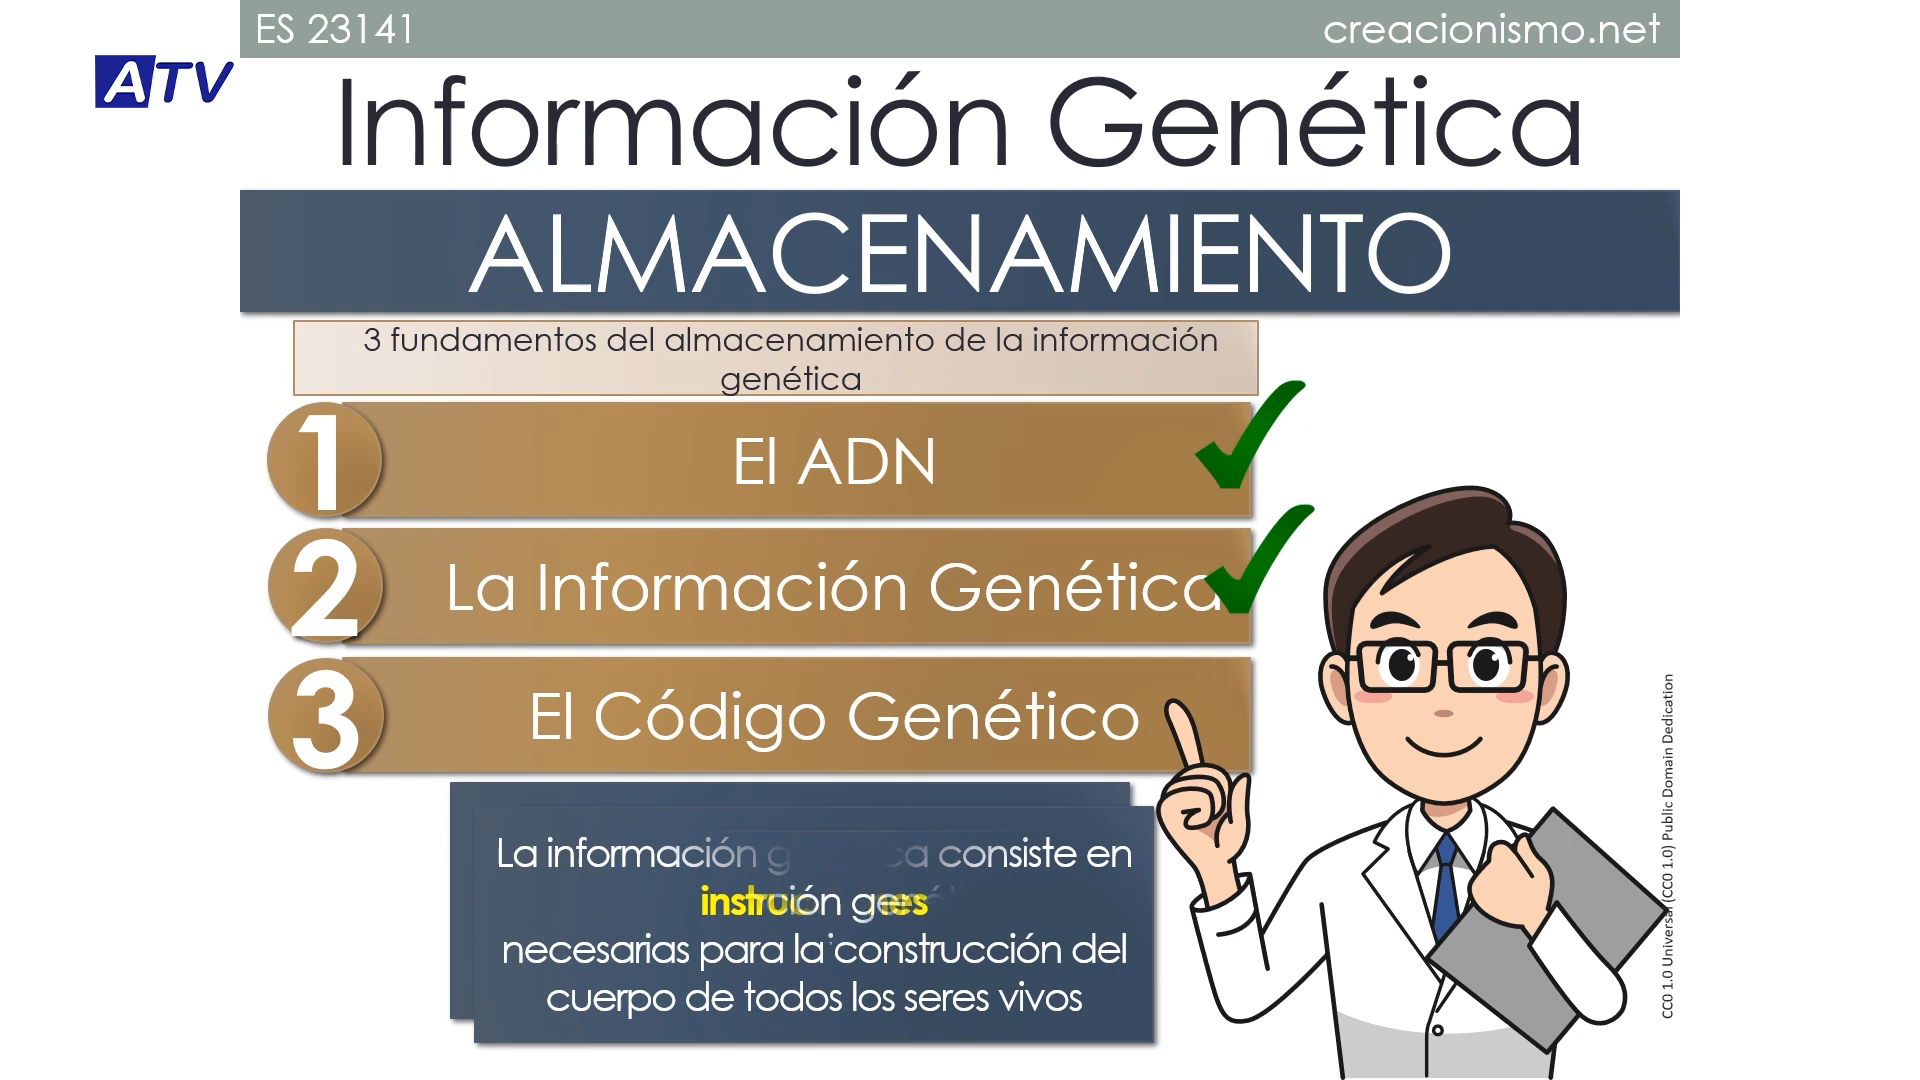 ES 23141
creacionismo.net
ATV
Información Genética
ALMACENAMIENTO
3 fundamentos del almacenamiento de la información
genética
1
El ADN
2
La Información Genética
3
El Código Genético
La información consiste en
necesarias para la construcción del
cuerpo de todos los seres vivos
CC0 1.0 Universal (CC0 1.0) Public Domain Dedication